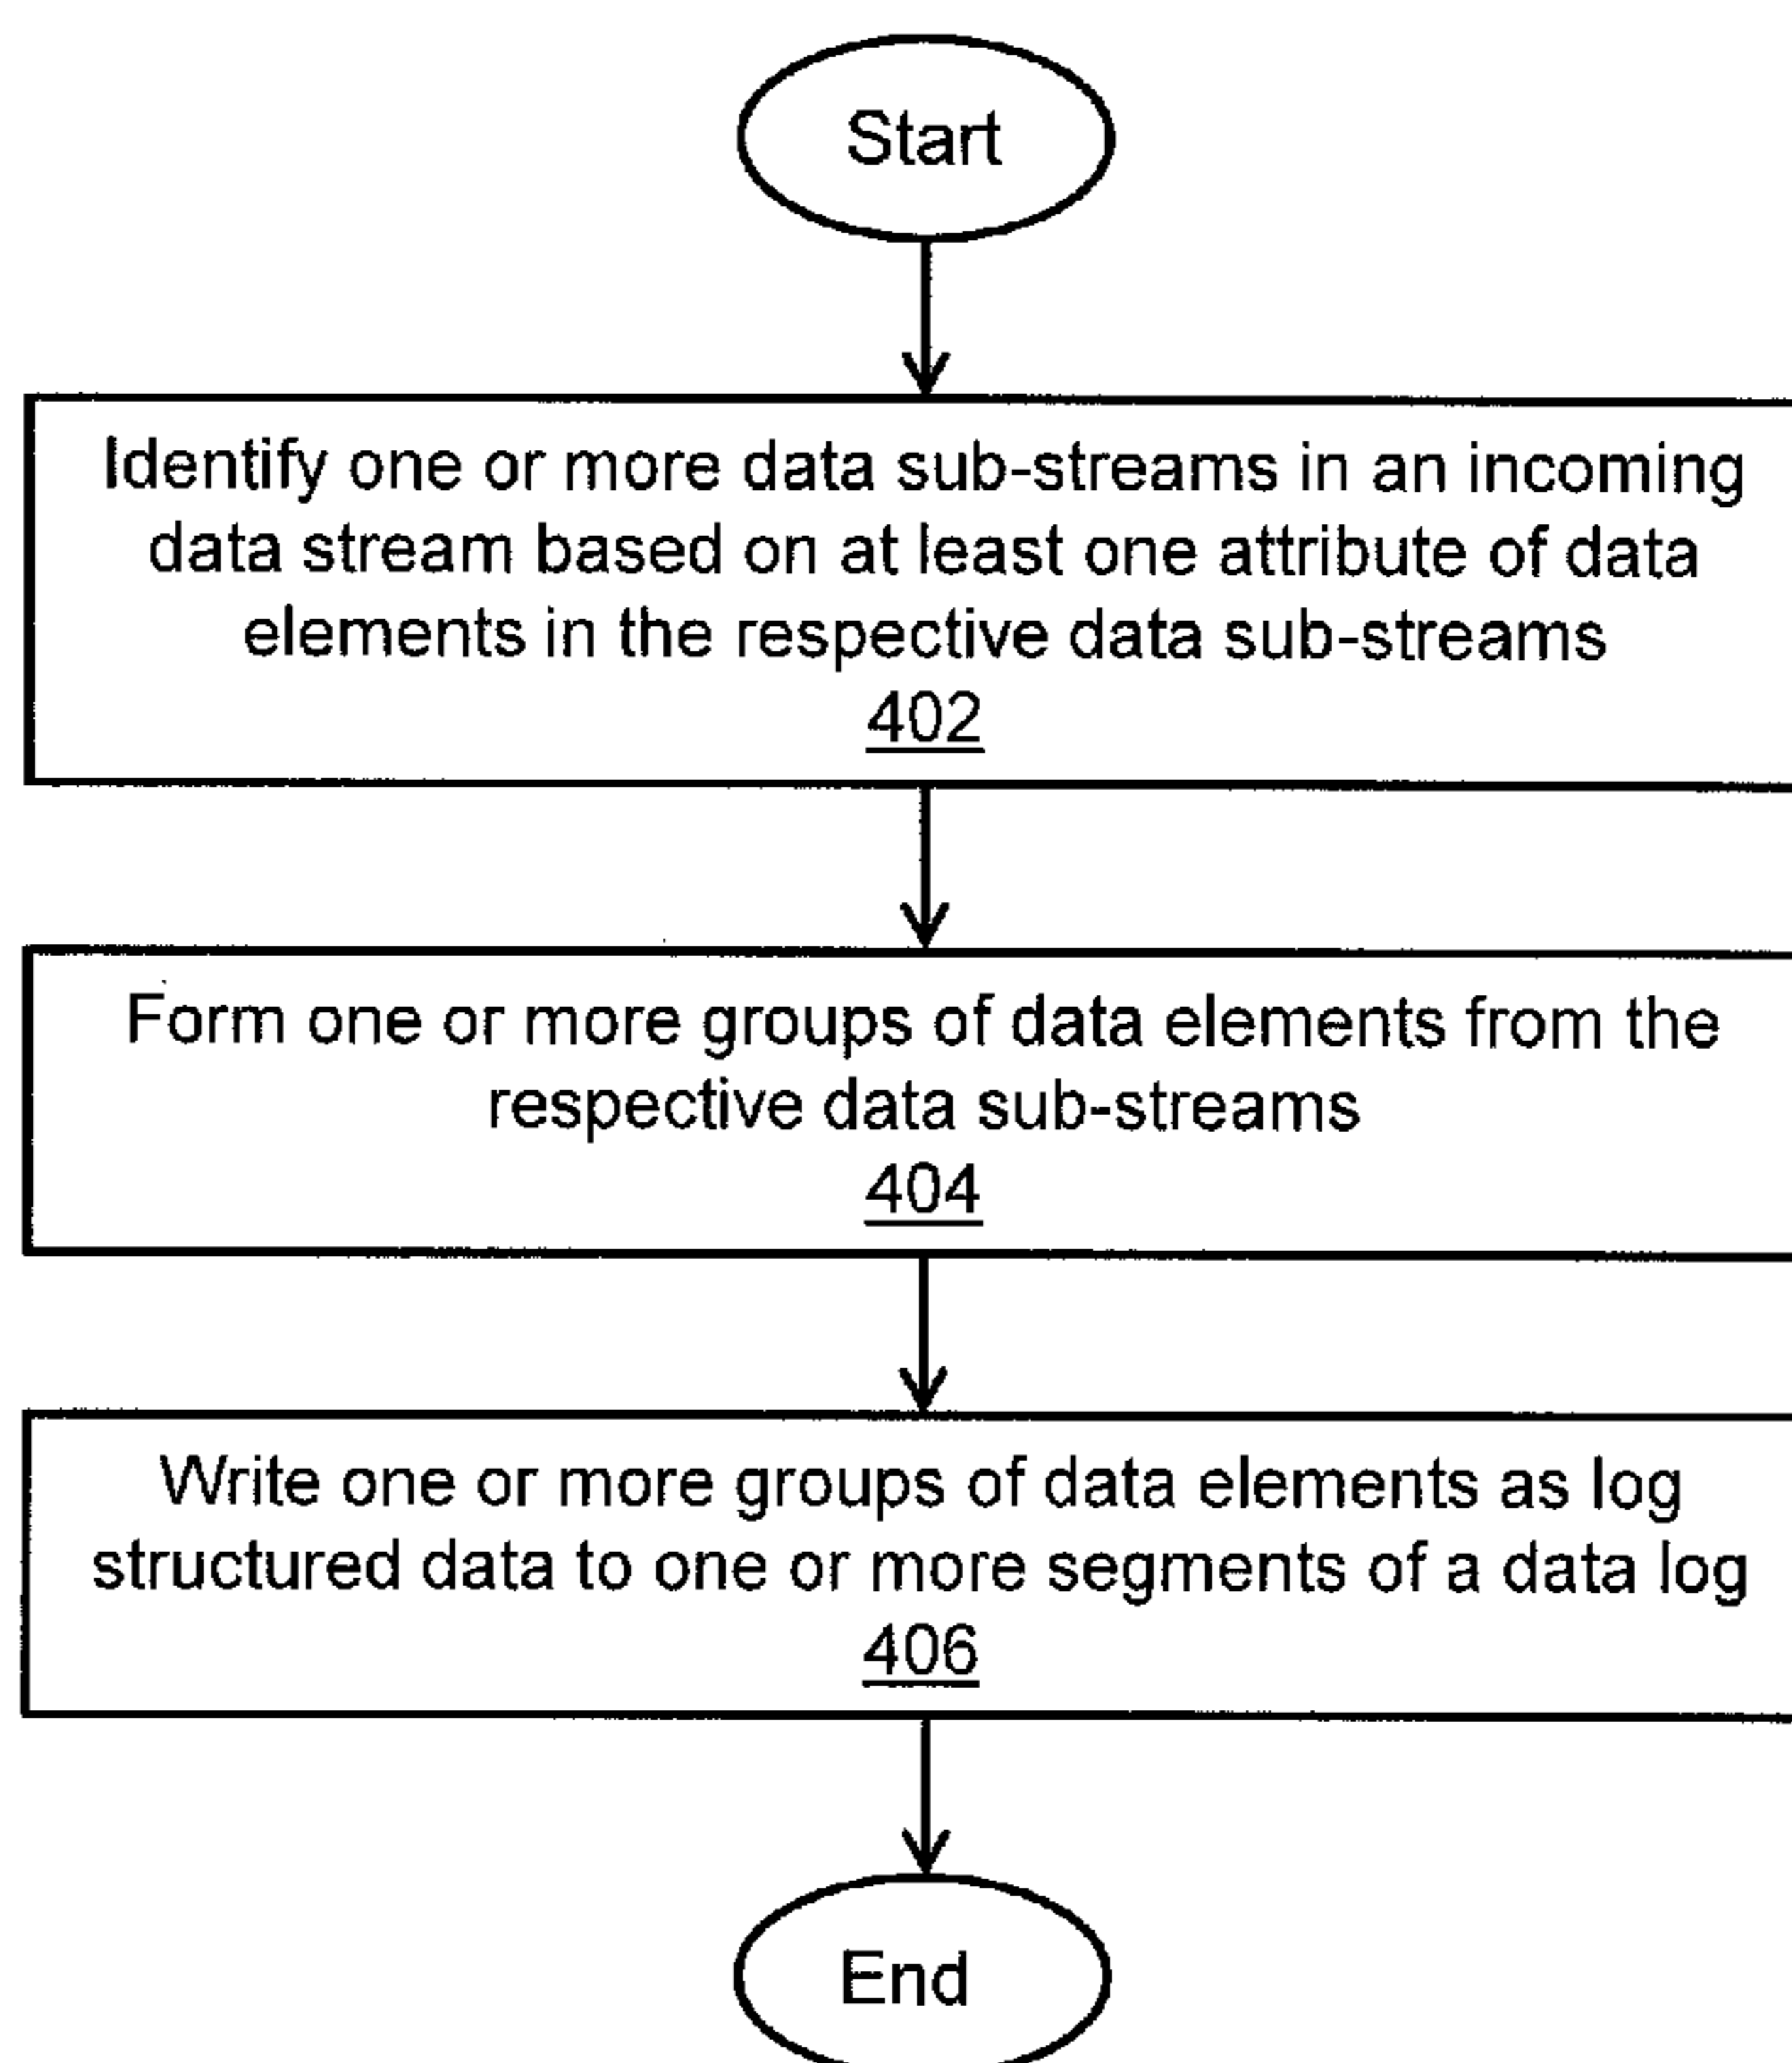 Start
Identify one or more data sub-streams in an incoming
data stream based on at least one attribute of data
elements in the respective data sub-streams
402
Form one or more groups of data elements from the
respective data sub-streams
404
Write one or more groups of data elements as log
structured data to one or more segments of a data log
406
End